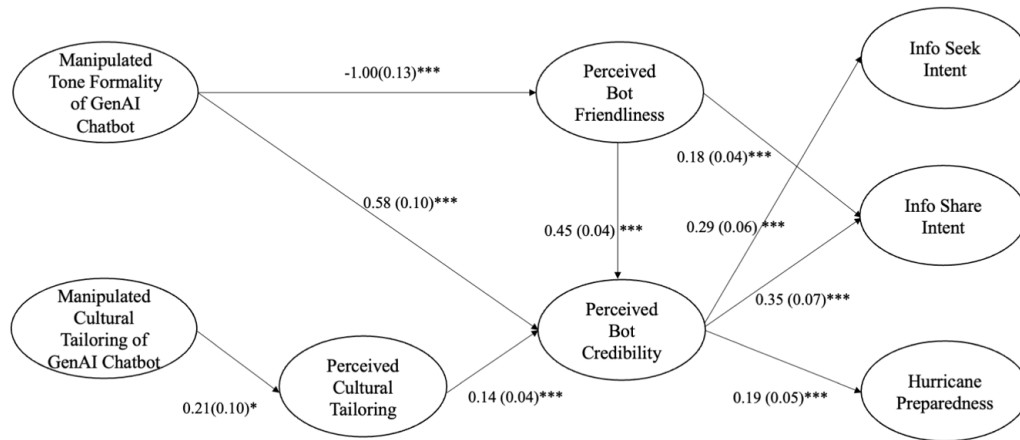 Manipulated
Tone Formality
of GenAI
Chatbot
-1.00(0.13)***
Perceived
Bot
Friendliness
Info Seek
Intent
0.18 (0.04)***
0.58 (0.10)***
0.45 (0.04) ***
0.29 (0.06) ***
Info Share
Intent
Manipulated
Cultural
Tailoring of
GenAI Chatbot
0.21(0.10)*
Perceived
Cultural
Tailoring
0.14 (0.04)***
Perceived
Bot
Credibility
0.35 (0.07)***
0.19 (0.05)***
Hurricane
Preparedness